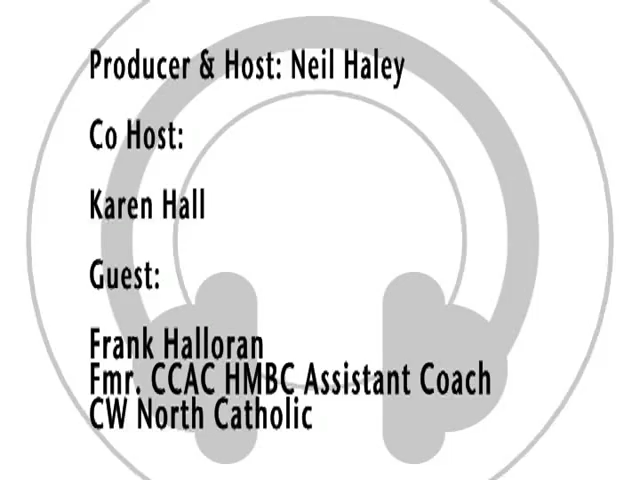 Producer & Host: Neil Haley
Co Host:
Karen Hall
Guest:
Frank Halloran
Fmr. CCAC HMBC Assistant Coach
CW North Catholic